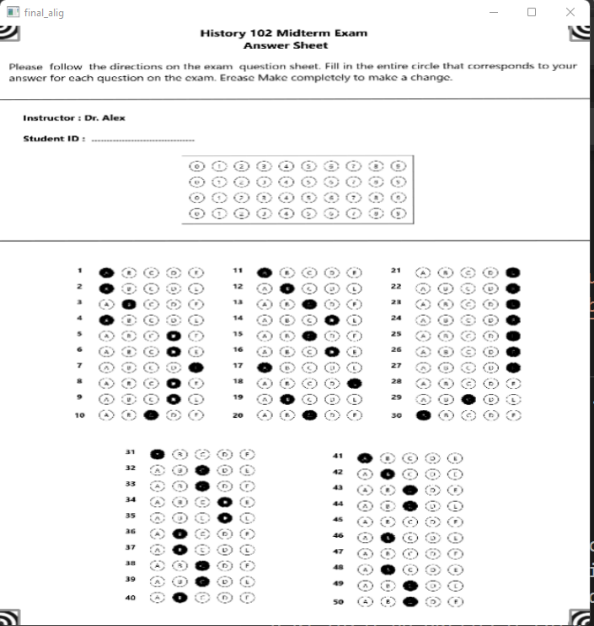 final_alig
History 102 Midterm Exam
Answer Sheet
Please follow the directions on the exam question sheet. Fill in the entire circle that corresponds to your
answer for each question on the exam. Erease Make completely to make a change.
Instructor : Dr. Alex
Student ID :
0 1 2 3 4 5 6 7 8 9
0 1 2 3 4 5 6 7 8 9
0 1 2 3 4 5 6 7 8 9
0 1 2 3 4 5 6 7 8 9
1 B C D E
2 B C D E
3 A C D E
4 B C D E
5 A B C E
6 A B C E
7 A B C D
8 A B C E
9 A B C E
10 A B D E
11 B C D E
12 A C D E
13 A B D E
14 A B C E
15 A B D E
16 A B C E
17 B C D E
18 A B C D
19 A C D E
20 A B D E
21 A B C D
22 A B C D
23 A B C D
24 A B C D
25 A B C D
26 A B C D
27 A B C D
28 A B C D E
29 A B D E
30 B C D E
31 B C D E
32 A B D E
33 A B D E
34 A B C E
35 A B C E
36 A C D E
37 A C D E
38 A B D E
39 A B D E
40 A C D E
41 B C D E
42 A C D E
43 A B D E
44 A B D E
45 A B C D E
46 A C D E
47 A B C D E
48 A C D E
49 A B D E
50 A B D E